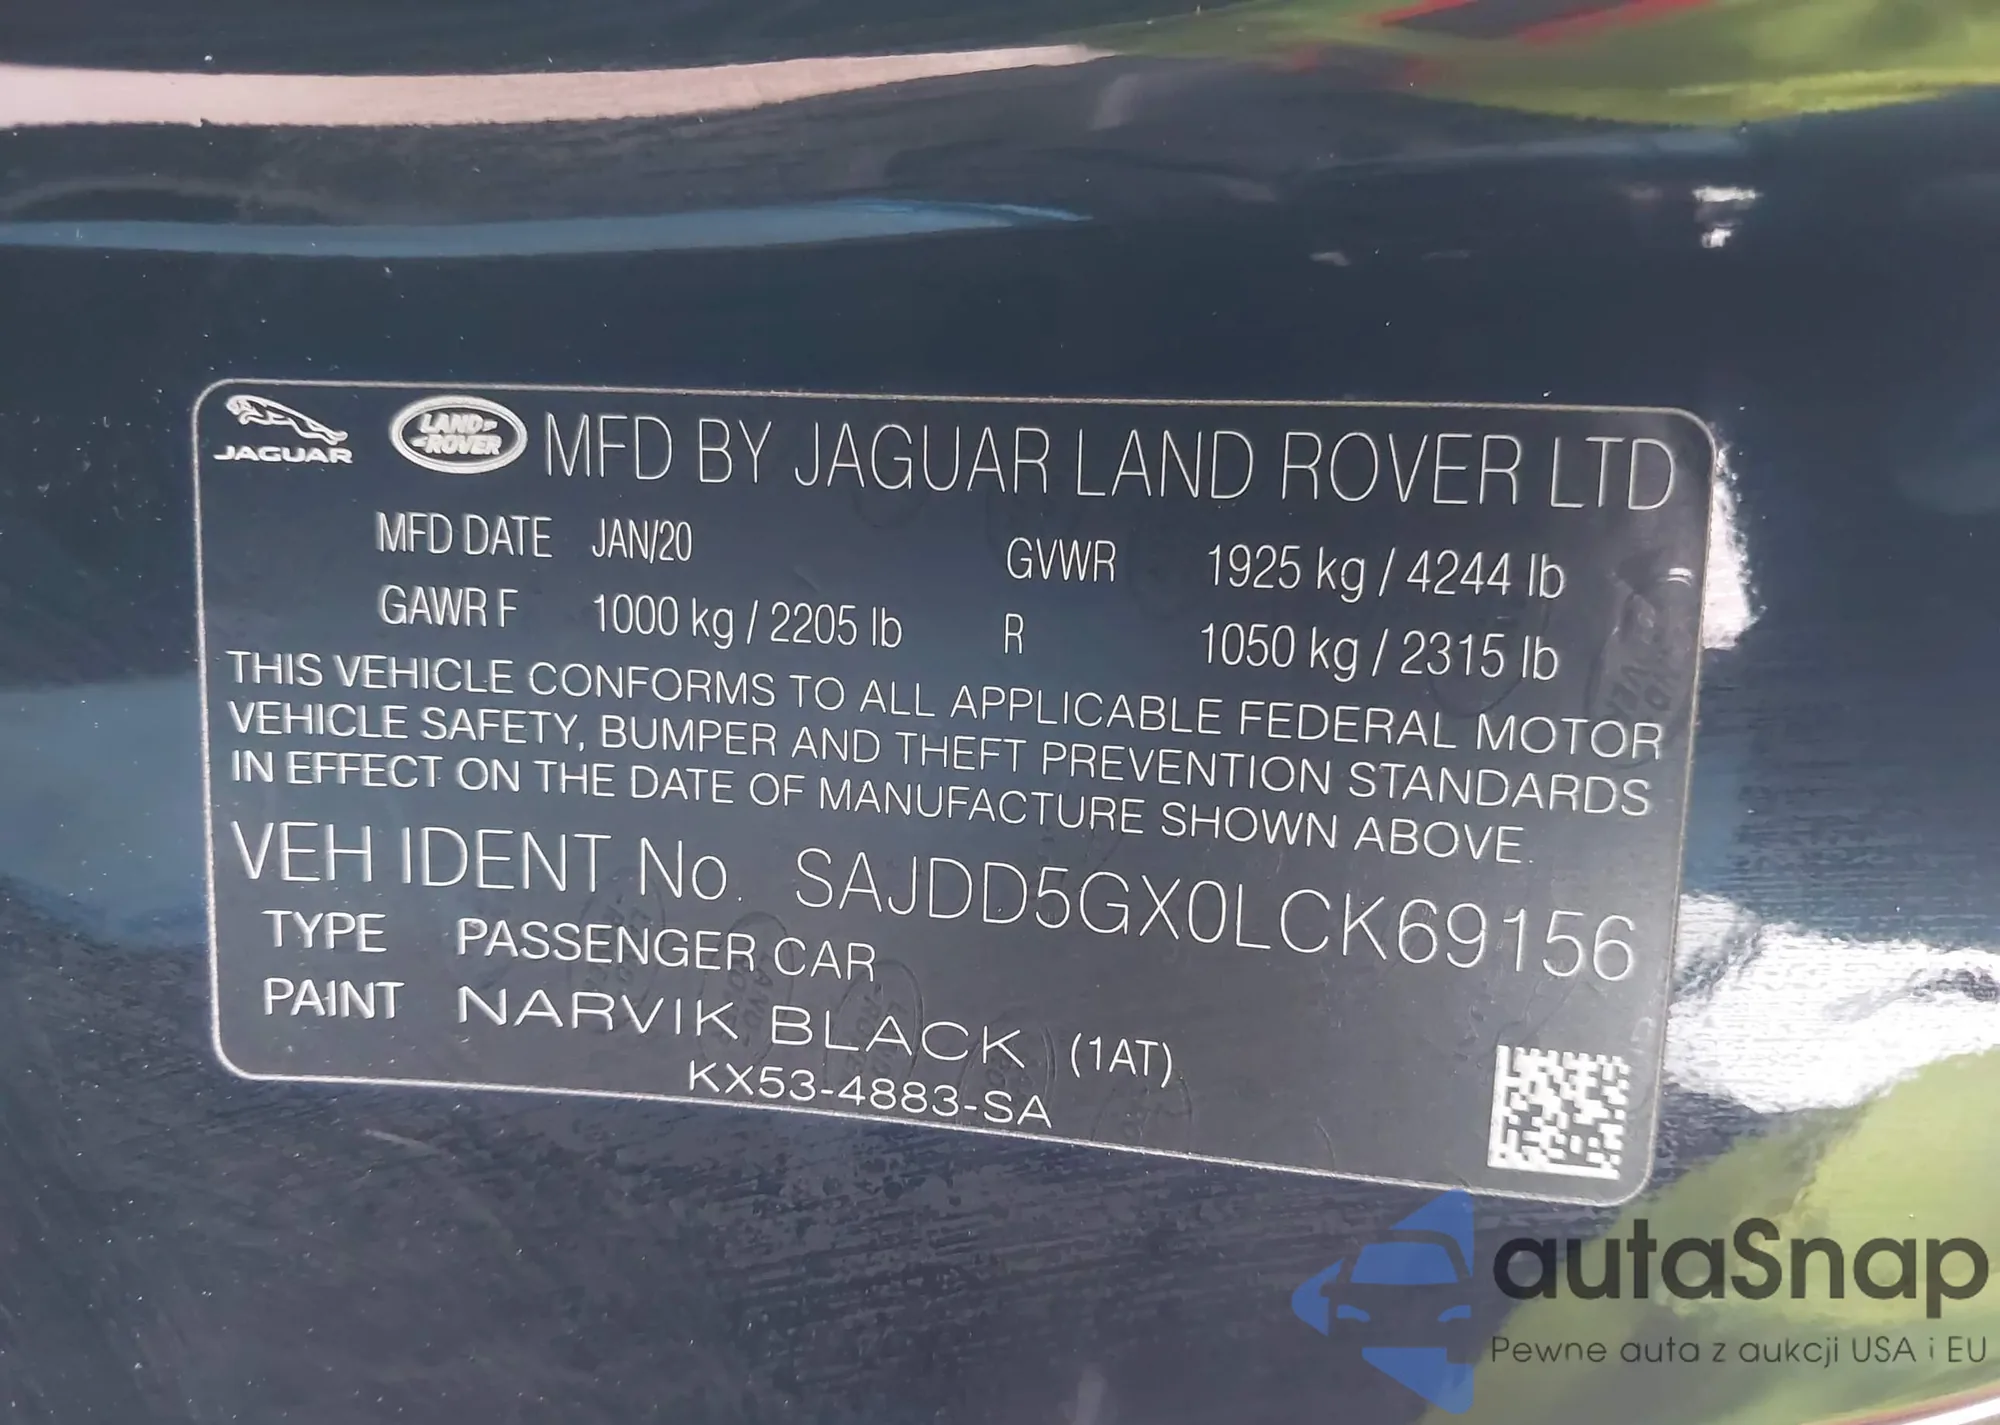 JAGUAR
LAND ROVER
MFD BY JAGUAR LAND ROVER LTD
MFD DATE JAN/20 GVWR 1925 kg / 4244 lb
GAWR F 1000 kg / 2205 lb R 1050 kg / 2315 lb
THIS VEHICLE CONFORMS TO ALL APPLICABLE FEDERAL MOTOR
VEHICLE SAFETY, BUMPER AND THEFT PREVENTION STANDARDS
IN EFFECT ON THE DATE OF MANUFACTURE SHOWN ABOVE.
VEH IDENT No. SAJDD5GX0LCK69156
TYPE PASSENGER CAR
PAINT NARVIK BLACK (1AT)
KX53-4883-SA
autaSnap
Pewne auta z aukcji USA i EU